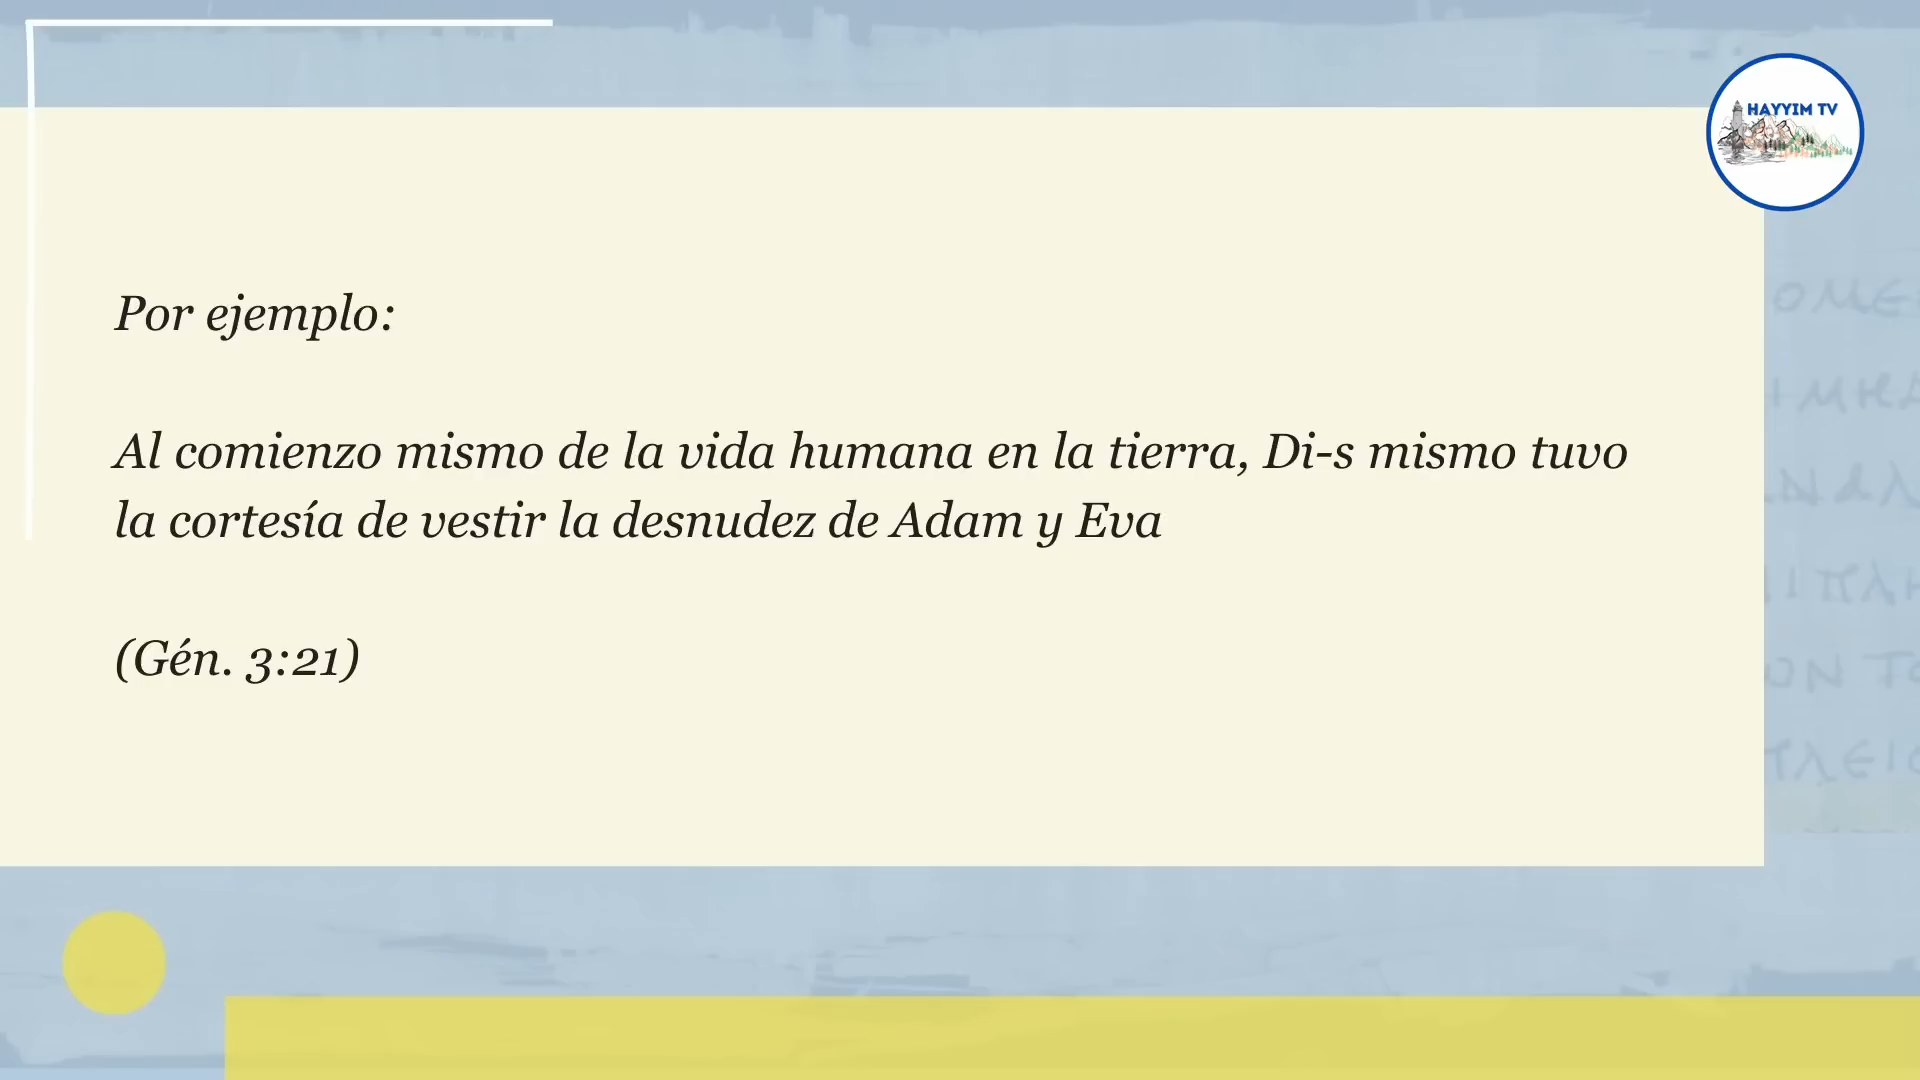 HAYYIM TV
Por ejemplo:
Al comienzo mismo de la vida humana en la tierra, Di-s mismo tuvo
la cortesía de vestir la desnudez de Adam y Eva
(Gén. 3:21)